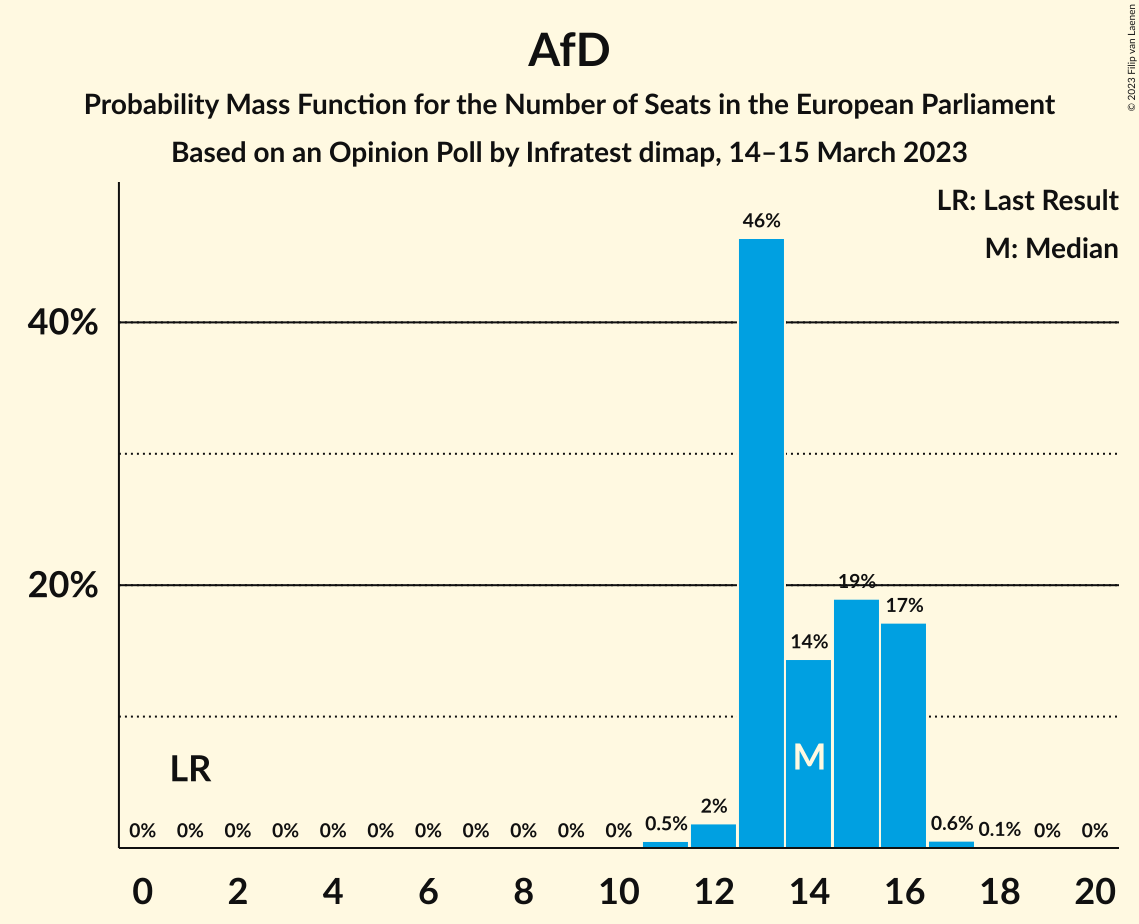 AfD
Probability Mass Function for the Number of Seats in the European Parliament
Based on an Opinion Poll by Infratest dimap, 14–15 March 2023
© 2023 Filip van Laenen
LR: Last Result
M: Median
46%
40%
20%
19%
17%
14%
M
LR
0% 0% 0% 0% 0% 0% 0% 0% 0% 0% 0% 0.5% 2% 0.6% 0.1% 0% 0%
0 2 4 6 8 10 12 14 16 18 20